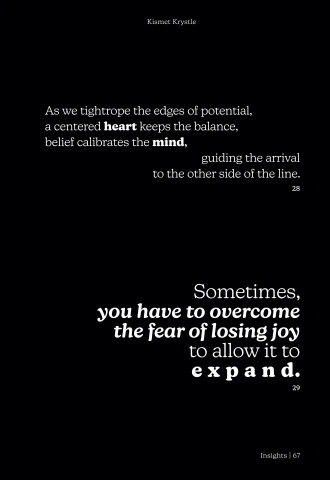 Kismet Krystle
As we tightrope the edges of potential,
a centered heart keeps the balance,
belief calibrates the mind,
guiding the arrival
to the other side of the line.
28
Sometimes,
you have to overcome
the fear of losing joy
to allow it to
e x p a n d.
29
Insights | 67